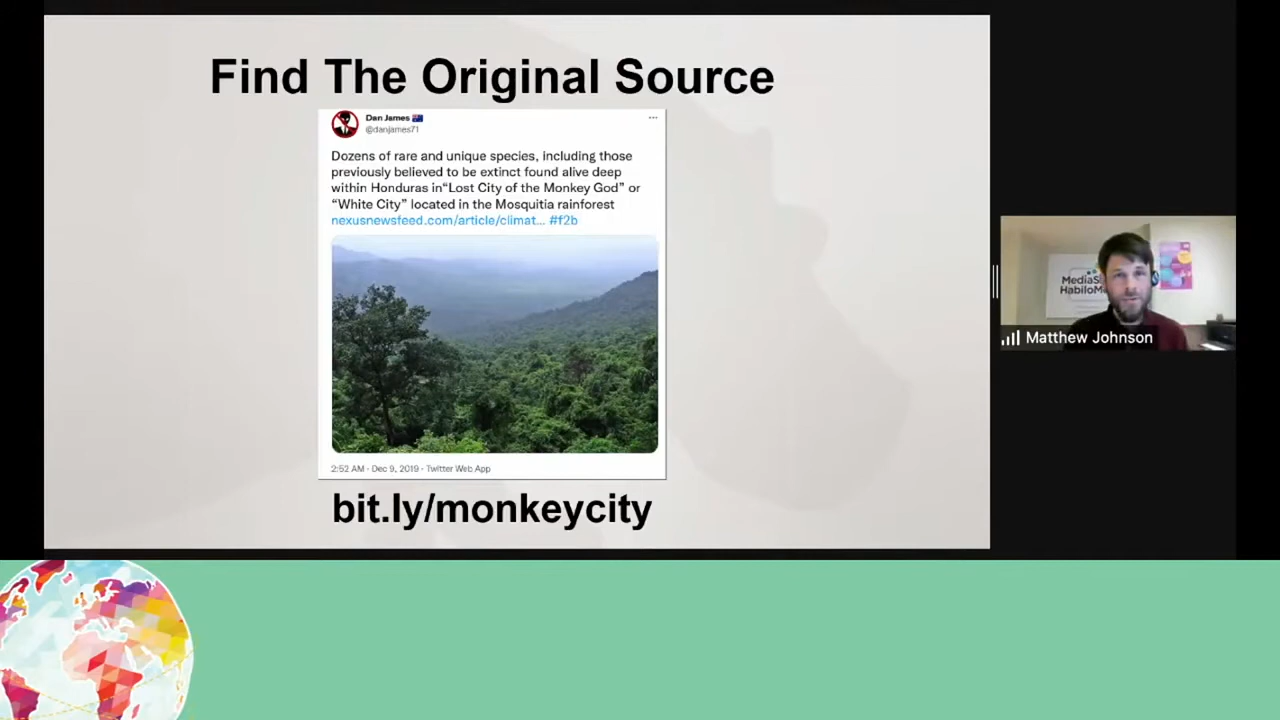 Find The Original Source
Dan James 🇦🇺
@danjames71
Dozens of rare and unique species, including those
previously believed to be extinct found alive deep
within Honduras in“Lost City of the Monkey God” or
“White City” located in the Mosquitia rainforest
nexusnewsfeed.com/article/climat... #f2b
2:52 AM · Dec 9, 2019 · Twitter Web App
bit.ly/monkeycity
MediaS
HabiloM
Matthew Johnson